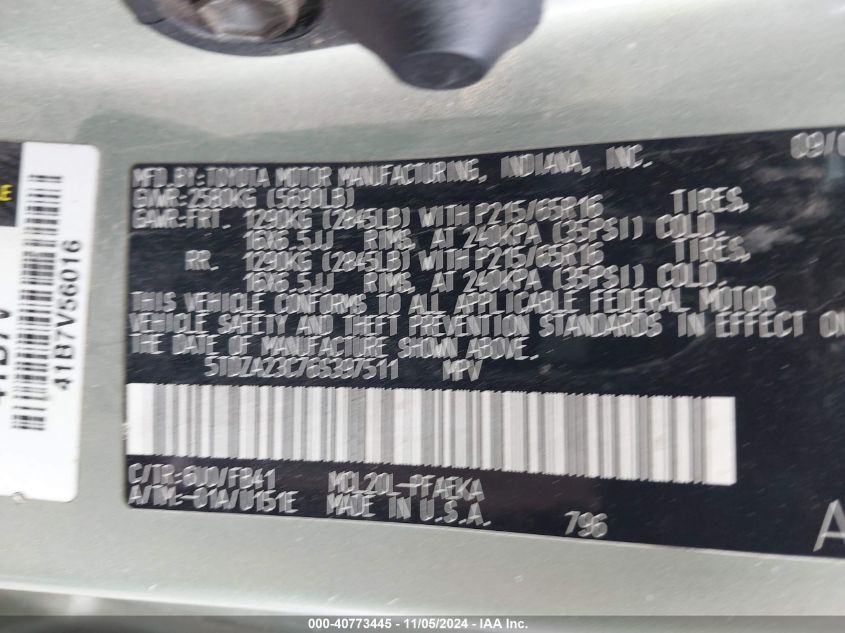 09/0
MFD.BY:TOYOTA MOTOR MANUFACTURING, INDIANA, INC.
GVWR:2580KG (5690LB)
GAWR-FRT. 1290KG (2845LB) WITH P215/65R16 TIRES,
16X6.5JJ RIMS, AT 240KPA (35PSI) COLD.
RR. 1290KG (2845LB) WITH P215/65R16 TIRES,
16X6.5JJ RIMS, AT 240KPA (35PSI) COLD.
THIS VEHICLE CONFORMS TO ALL APPLICABLE FEDERAL MOTOR
VEHICLE SAFETY AND THEFT PREVENTION STANDARDS IN EFFECT ON
THE DATE OF MANUFACTURE SHOWN ABOVE.
5TDZA23C76S397511 MPV
C/TR:6U0/FB41 MCL20L-PFAEKA
A/TM:-01A/U151E MADE IN U.S.A.
796
A
E
41B7V
41B7V56016
000-40773445 - 11/05/2024 - IAA Inc.